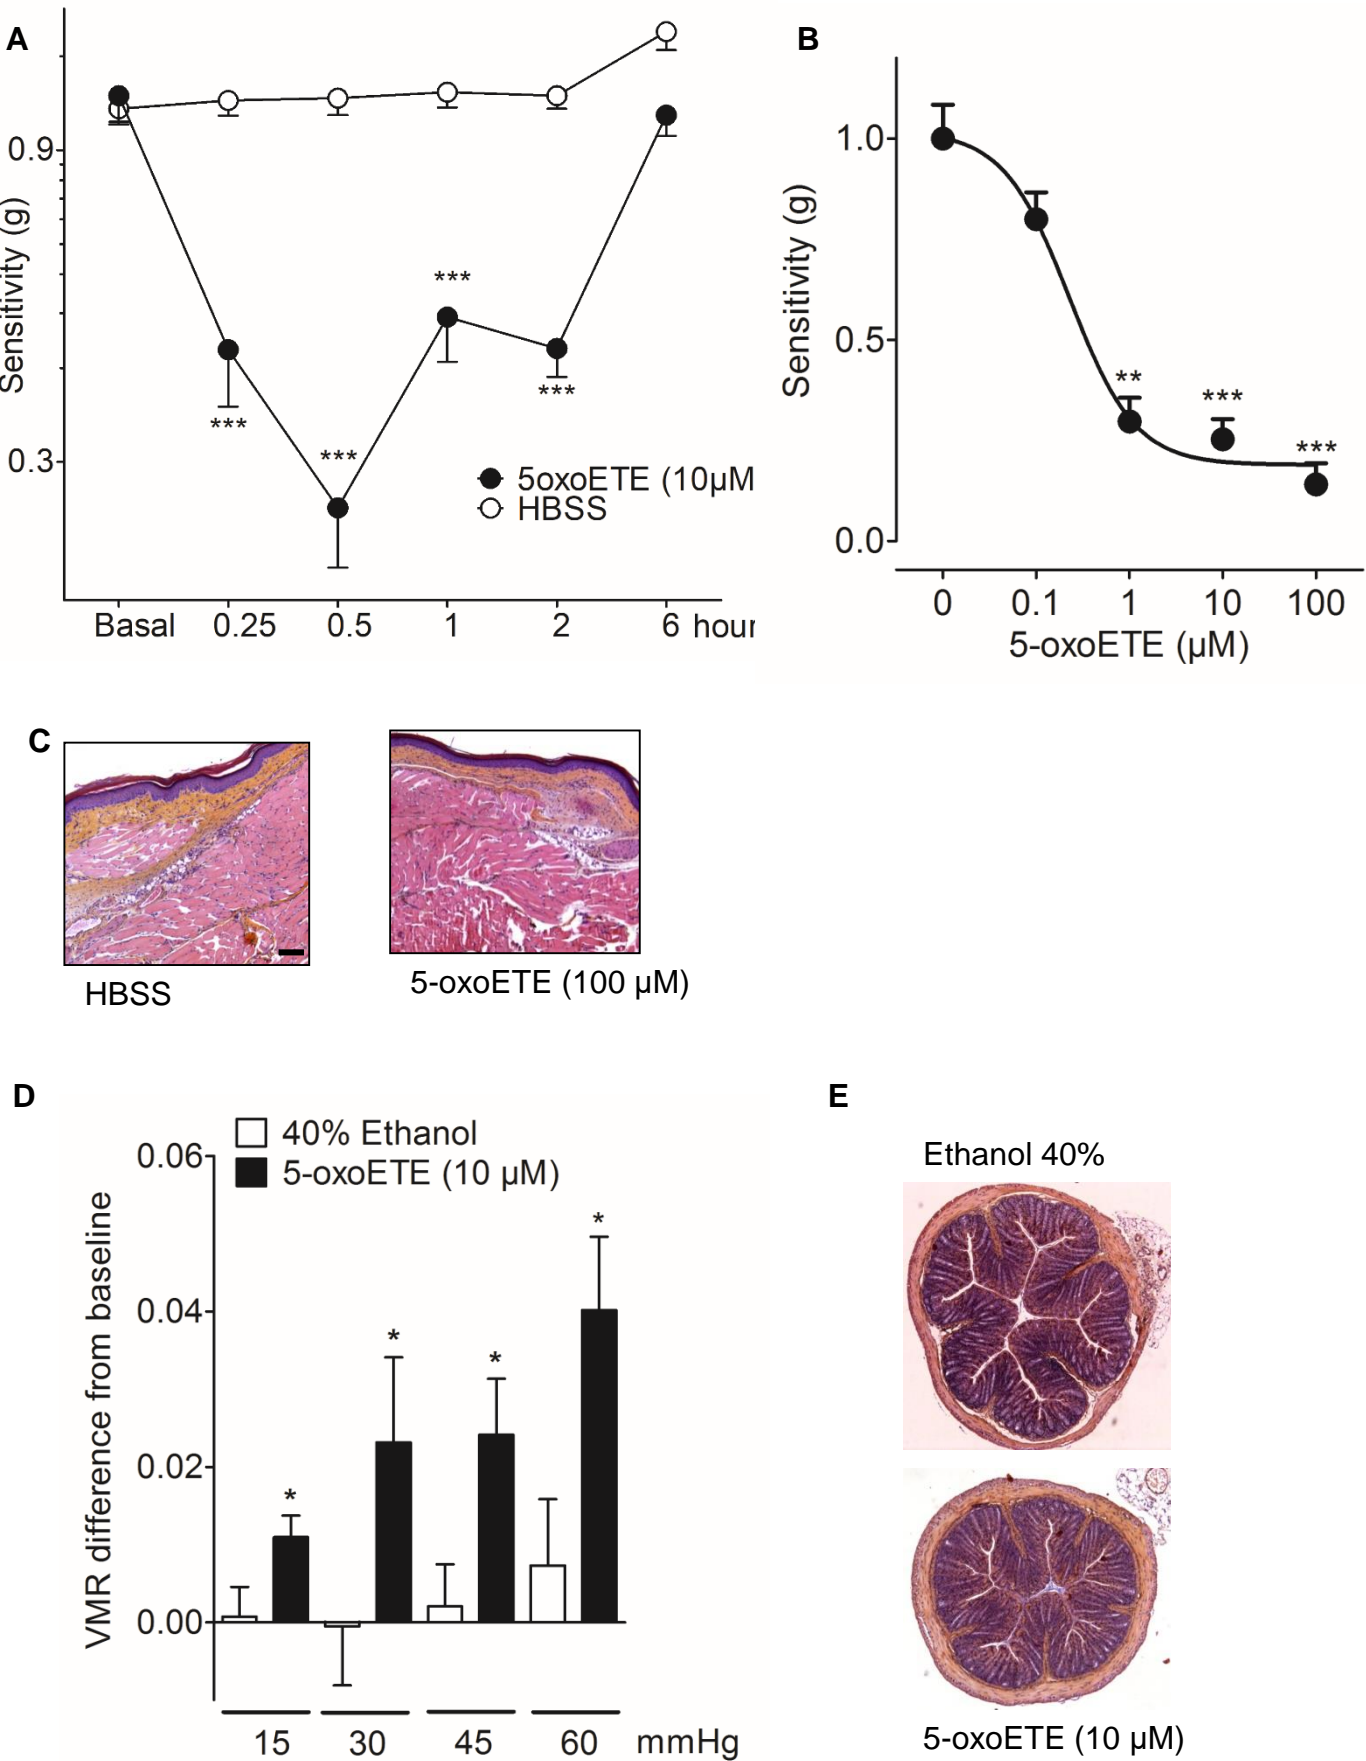 A
B
0.9
0.3
Sensitivity (g)
***
***
***
***
5oxoETE (10µM
HBSS
Basal 0.25 0.5 1 2 6 hour
1.0
0.5
0.0
Sensitivity (g)
**
***
***
0 0.1 1 10 100
5-oxoETE (µM)
C
HBSS
5-oxoETE (100 µM)
D
40% Ethanol
5-oxoETE (10 µM)
0.06
0.04
0.02
0.00
VMR difference from baseline
*
*
*
*
15 30 45 60 mmHg
E
Ethanol 40%
5-oxoETE (10 µM)